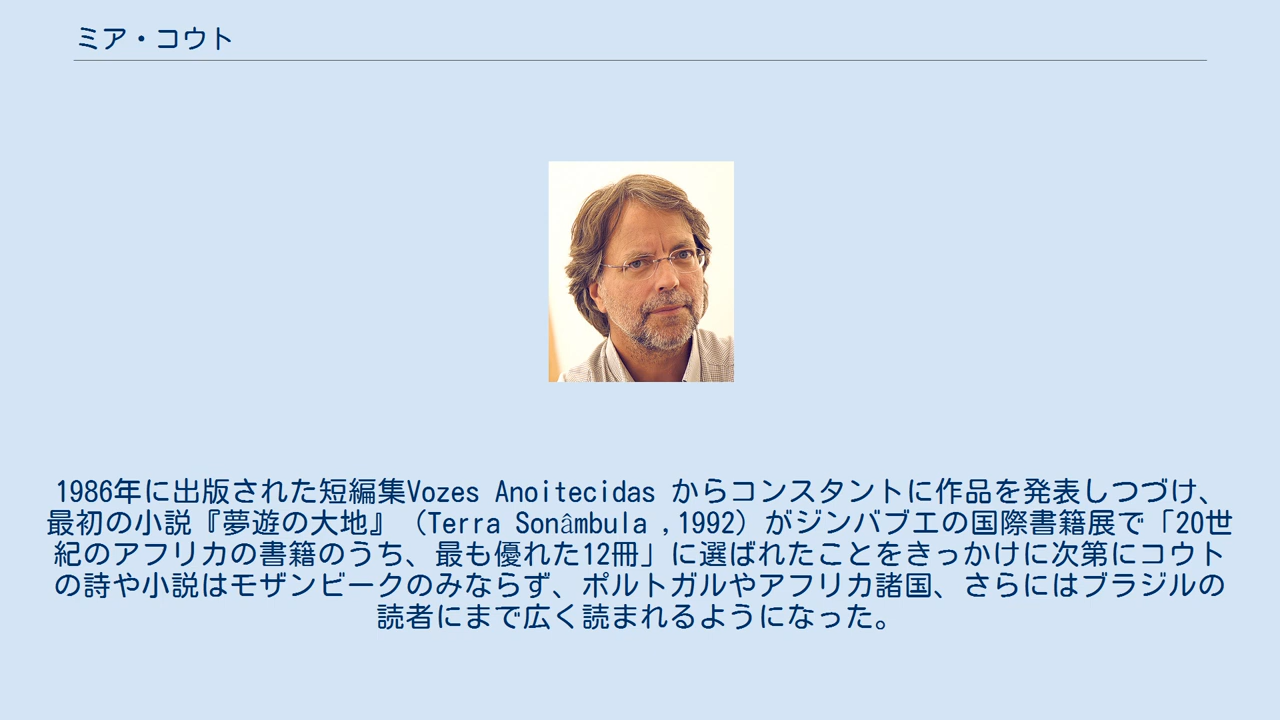 ミア・コウト
1986年に出版された短編集Vozes Anoitecidas からコンスタントに作品を発表しつづけ、
最初の小説『夢遊の大地』（Terra Sonâmbula ,1992）がジンバブエの国際書籍展で「20世
紀のアフリカの書籍のうち、最も優れた12冊」に選ばれたことをきっかけに次第にコウト
の詩や小説はモザンビークのみならず、ポルトガルやアフリカ諸国、さらにはブラジルの
読者にまで広く読まれるようになった。